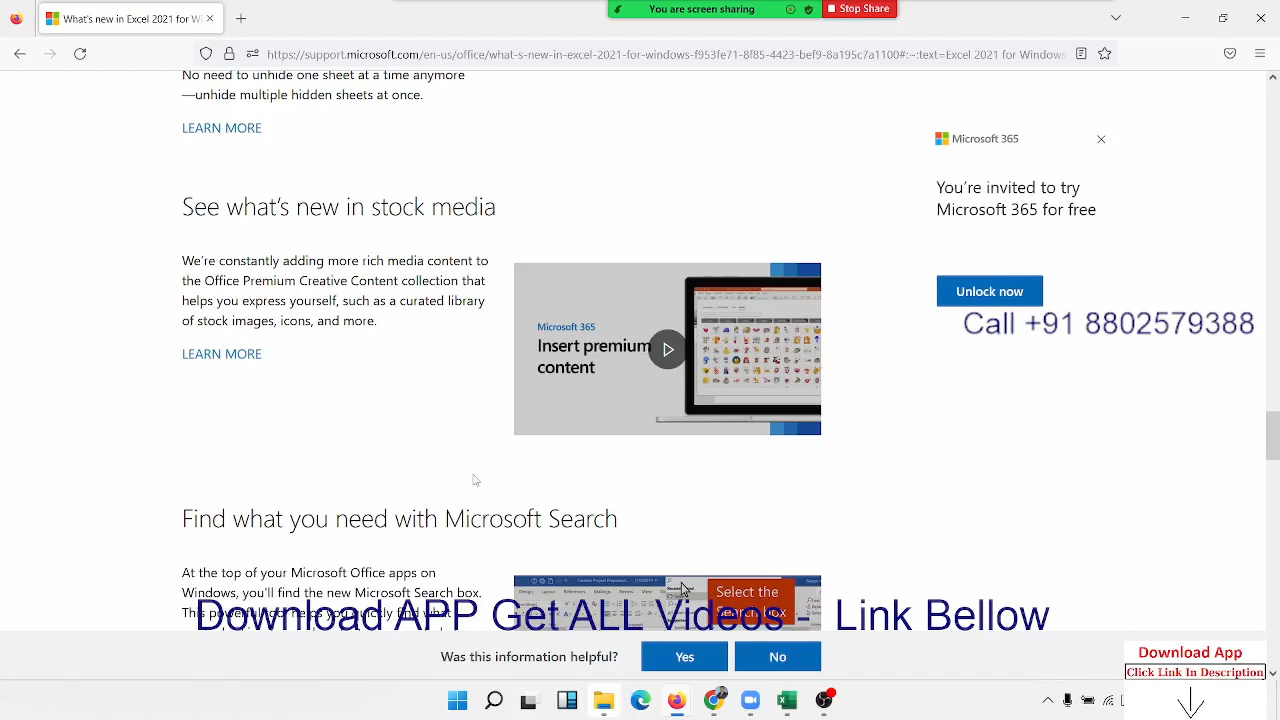 You are screen sharing
Stop Share
What's new in Excel 2021 for Wi
https://support.microsoft.com/en-us/office/what-s-new-in-excel-2021-for-windows-f953fe71-8f85-4423-bef9-8a195c7a1100#:~:text=Excel 2021 for Windows
No need to unhide one sheet at a time anymore
—unhide multiple hidden sheets at once.
LEARN MORE
Microsoft 365
You're invited to try
Microsoft 365 for free
Unlock now
Call +91 8802579388
See what's new in stock media
We're constantly adding more rich media content to
the Office Premium Creative Content collection that
helps you express yourself, such as a curated library
of stock images, icons, and more.
LEARN MORE
Microsoft 365
Insert premium
content
Find what you need with Microsoft Search
At the top of your Microsoft Office apps on
Windows, you'll find the new Microsoft Search box.
Select the
Search box
Download APP Get ALL Videos Link Bellow
Was this information helpful?
Yes
No
Download App
Click Link In Description